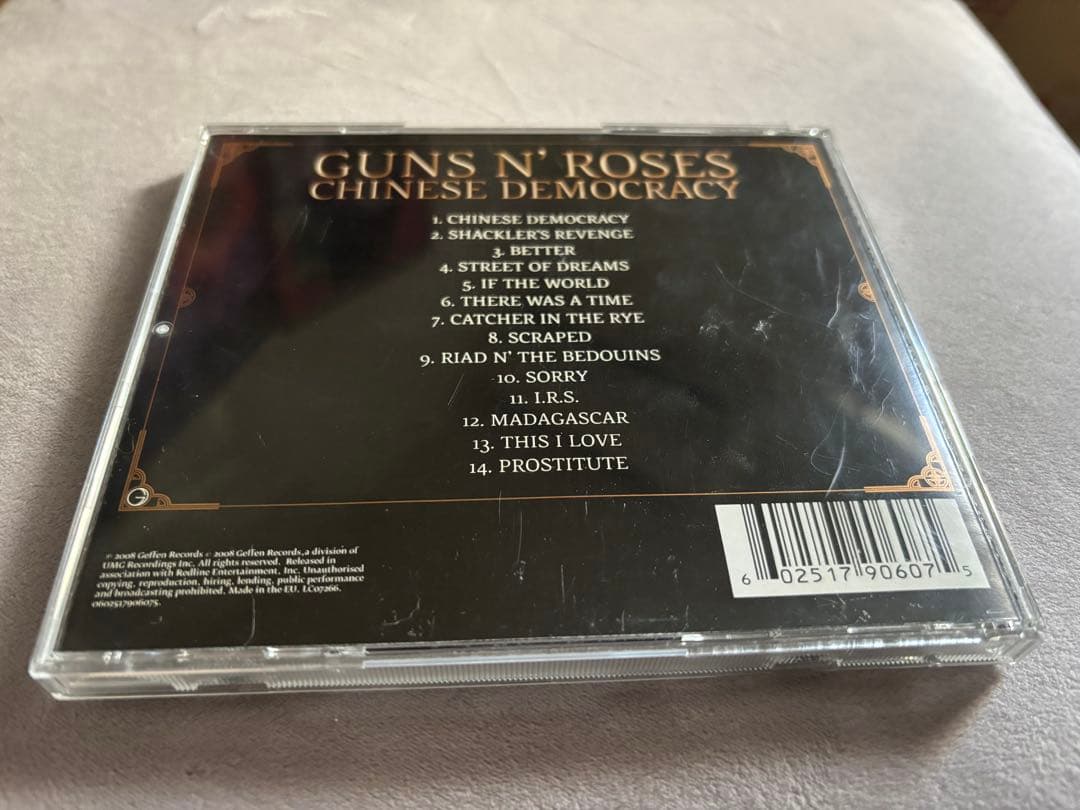 GUNS N' ROSES
CHINESE DEMOCRACY
1. CHINESE DEMOCRACY
2. SHACKLER'S REVENGE
3. BETTER
4. STREET OF DREAMS
5. IF THE WORLD
6. THERE WAS A TIME
7. CATCHER IN THE RYE
8. SCRAPED
9. RIAD N' THE BEDOUINS
10. SORRY
11. I.R.S.
12. MADAGASCAR
13. THIS I LOVE
14. PROSTITUTE
℗ 2008 Geffen Records © 2008 Geffen Records, a division of
UMG Recordings Inc. All rights reserved. Released in
association with Redline Entertainment, Inc. Unauthorised
copying, reproduction, hiring, lending, public performance
and broadcasting prohibited. Made in the EU. LC07266.
0602517906075.
6 02517 90607 5